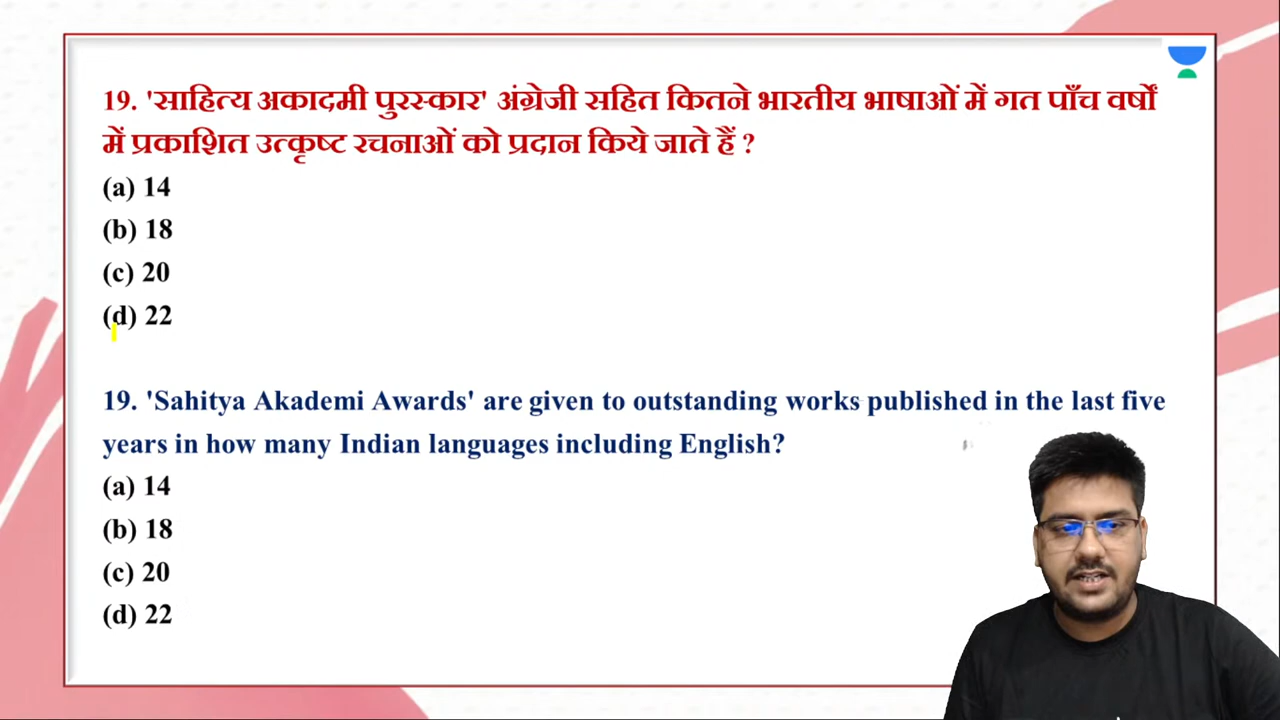 19. 'साहित्य अकादमी पुरस्कार' अंग्रेजी सहित कितने भारतीय भाषाओं में गत पाँच वर्षों
में प्रकाशित उत्कृष्ट रचनाओं को प्रदान किये जाते हैं ?
(a) 14
(b) 18
(c) 20
(d) 22
19. 'Sahitya Akademi Awards' are given to outstanding works published in the last five
years in how many Indian languages including English?
(a) 14
(b) 18
(c) 20
(d) 22